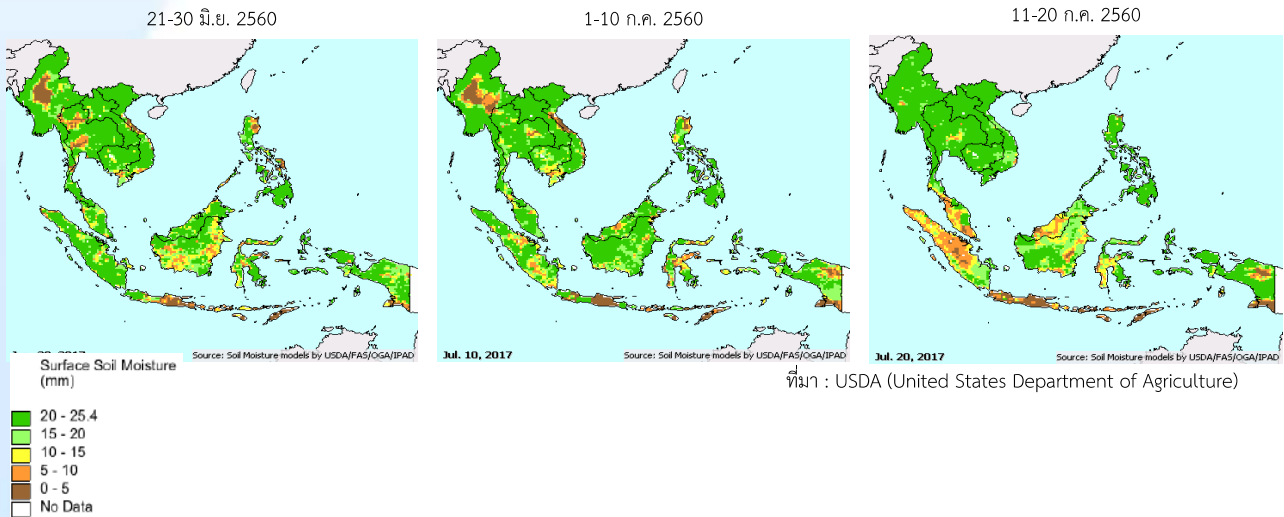 21-30 มิ.ย. 2560
1-10 ก.ค. 2560
11-20 ก.ค. 2560
Source: Soil Moisture models by USDA/FAS/OGA/IPAD
Jul. 10, 2017
Source: Soil Moisture models by USDA/FAS/OGA/IPAD
Jul. 20, 2017
Source: Soil Moisture models by USDA/FAS/OGA/IPAD
ที่มา : USDA (United States Department of Agriculture)
Surface Soil Moisture
(mm)
20 - 25.4
15 - 20
10 - 15
5 - 10
0 - 5
No Data